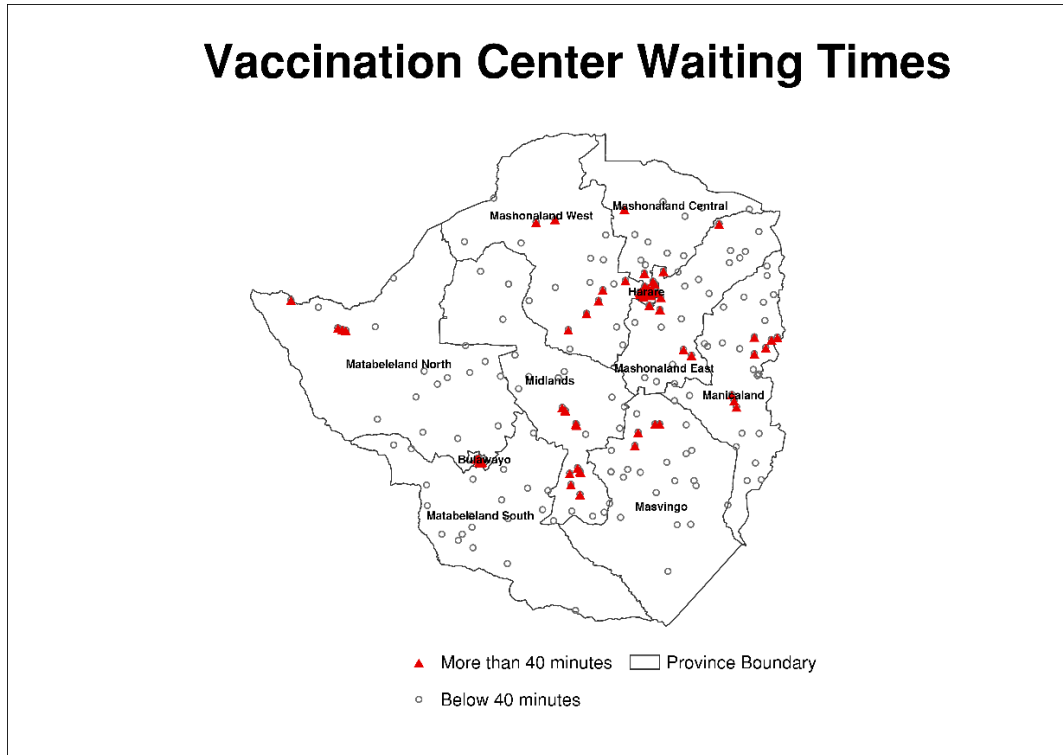 Vaccination Center Waiting Times
Mashonaland Central
Mashonaland West
Harare
Matabeleland North
Mashonaland East
Midlands
Manicaland
Bulawayo
Masvingo
Matabeleland South
More than 40 minutes
Province Boundary
Below 40 minutes